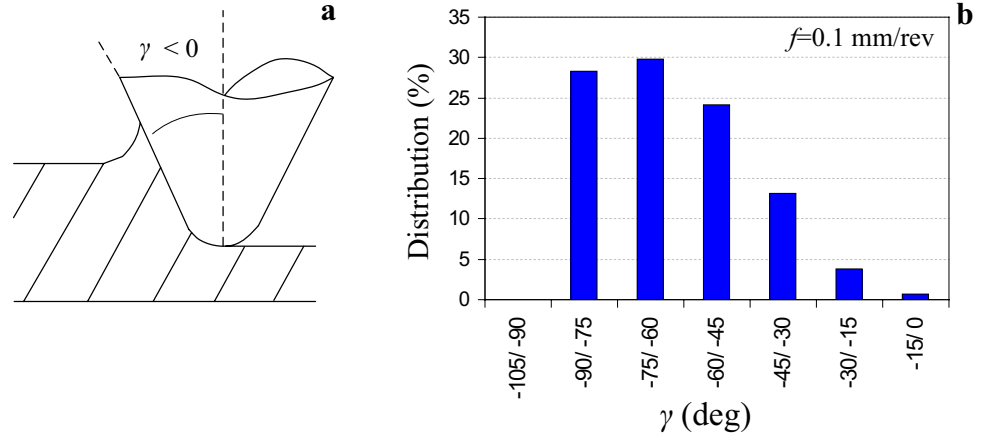 a
γ < 0
b
f=0.1 mm/rev
Distribution (%)
35
30
25
20
15
10
5
0
-105/ -90
-90/ -75
-75/ -60
-60/ -45
-45/ -30
-30/ -15
-15/ 0
γ (deg)